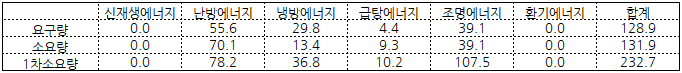 신재생에너지 난방에너지 냉방에너지 급탕에너지 조명에너지 환기에너지 합계
요구량 0.0 55.6 29.8 4.4 39.1 0.0 128.9
소요량 0.0 70.1 13.4 9.3 39.1 0.0 131.9
1차소요량 0.0 78.2 36.8 10.2 107.5 0.0 232.7